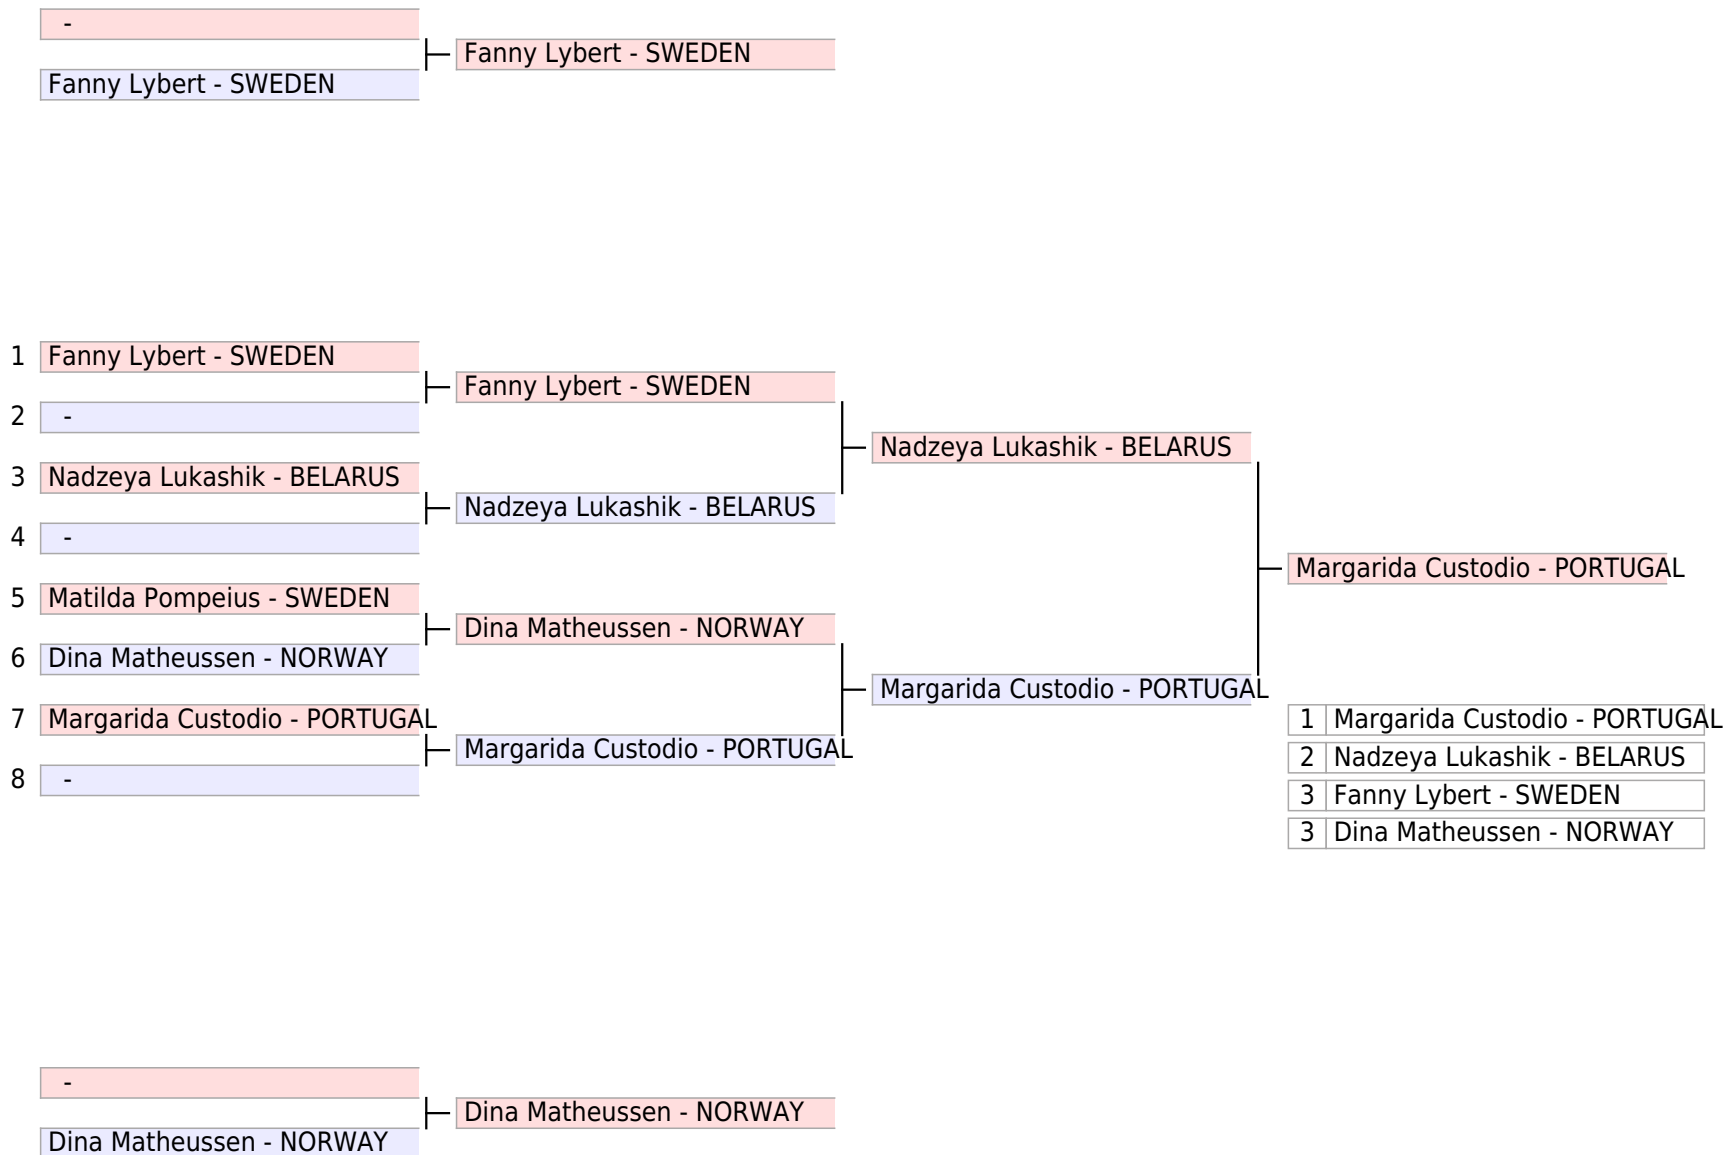 -
Fanny Lybert - SWEDEN
Fanny Lybert - SWEDEN
1 Fanny Lybert - SWEDEN
Fanny Lybert - SWEDEN
2 -
Nadzeya Lukashik - BELARUS
3 Nadzeya Lukashik - BELARUS
Nadzeya Lukashik - BELARUS
4 -
Margarida Custodio - PORTUGAL
5 Matilda Pompeius - SWEDEN
Dina Matheussen - NORWAY
6 Dina Matheussen - NORWAY
Margarida Custodio - PORTUGAL
7 Margarida Custodio - PORTUGAL
Margarida Custodio - PORTUGAL
8 -
1 Margarida Custodio - PORTUGAL
2 Nadzeya Lukashik - BELARUS
3 Fanny Lybert - SWEDEN
3 Dina Matheussen - NORWAY
-
Dina Matheussen - NORWAY
Dina Matheussen - NORWAY